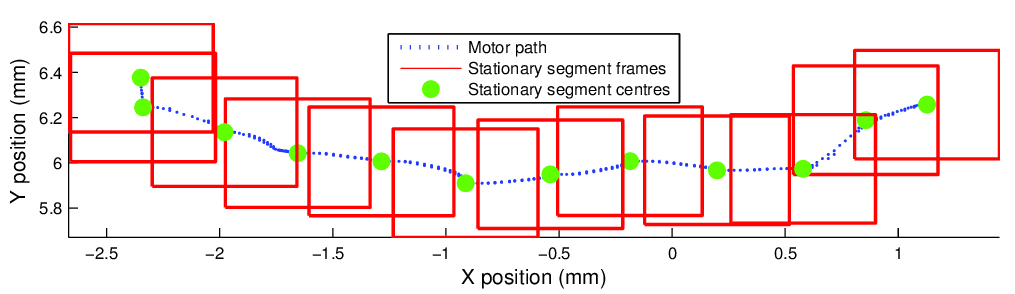 Y position (mm)
6.6
6.4
6.2
6
5.8
Motor path
Stationary segment frames
Stationary segment centres
−2.5
−2
−1.5
−1
−0.5
0
0.5
1
X position (mm)